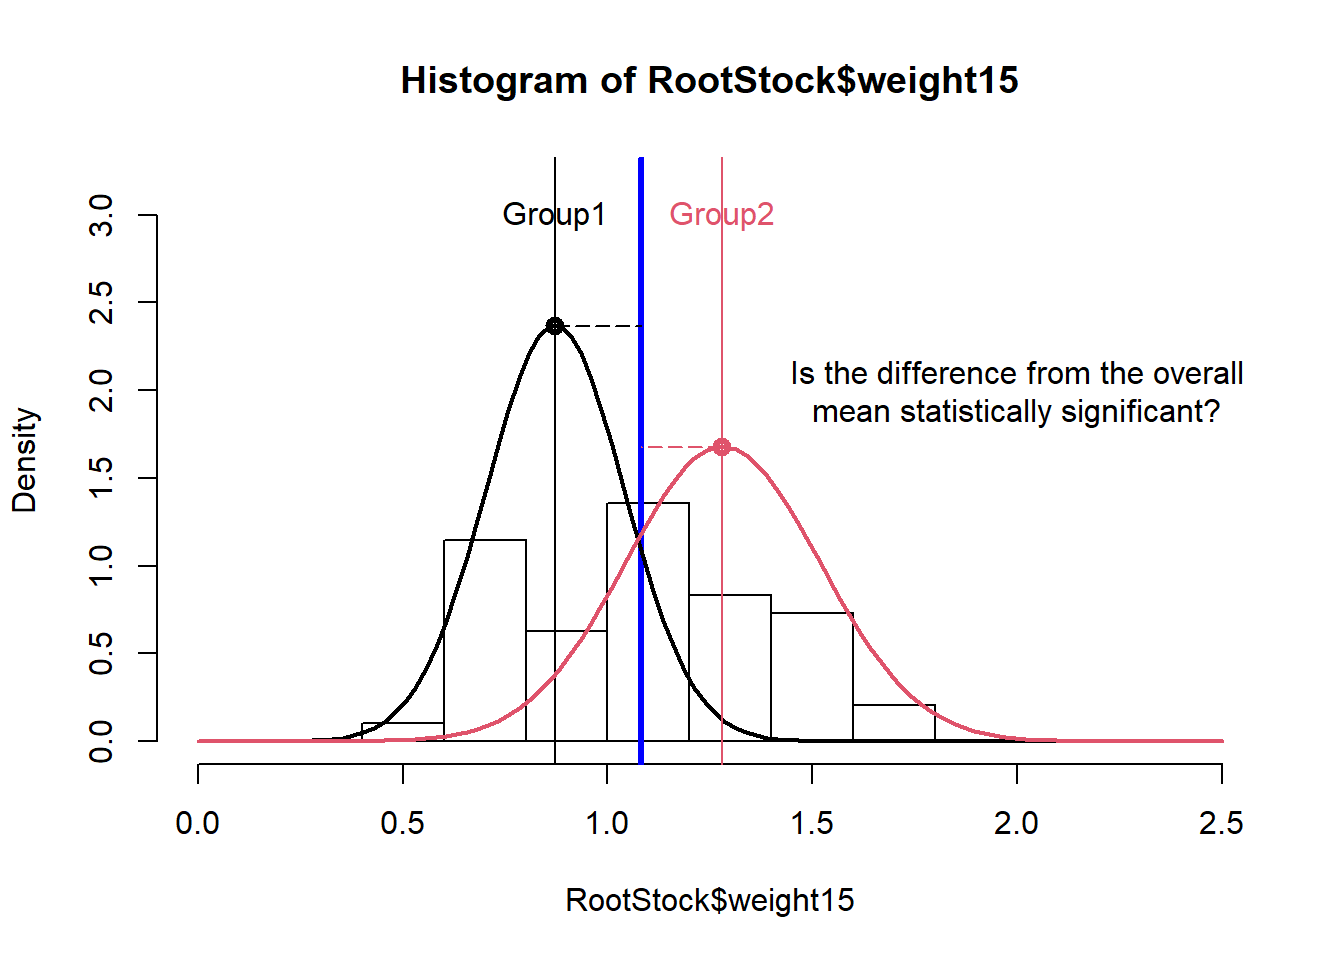 Histogram of RootStock$weight15
Group1
Group2
Is the difference from the overall
mean statistically significant?
Density
0.0
0.5
1.0
1.5
2.0
2.5
3.0
0.0 0.5 1.0 1.5 2.0 2.5
RootStock$weight15